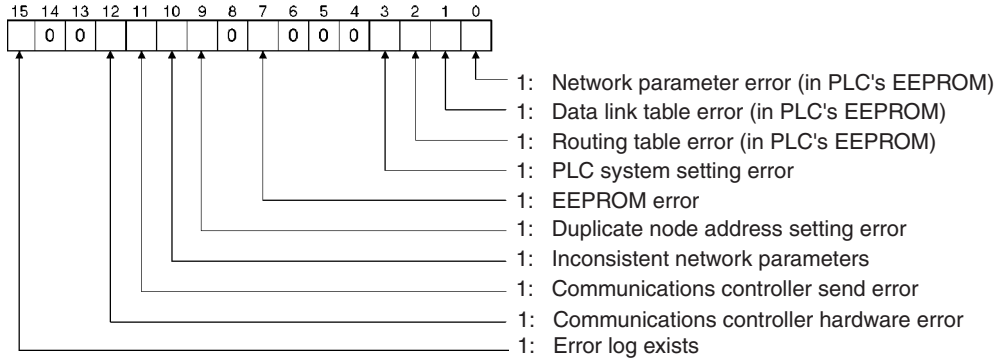 15 14 13 12 11 10 9 8 7 6 5 4 3 2 1 0
0 0 0 0 0 0
1: Network parameter error (in PLC's EEPROM)
1: Data link table error (in PLC's EEPROM)
1: Routing table error (in PLC's EEPROM)
1: PLC system setting error
1: EEPROM error
1: Duplicate node address setting error
1: Inconsistent network parameters
1: Communications controller send error
1: Communications controller hardware error
1: Error log exists